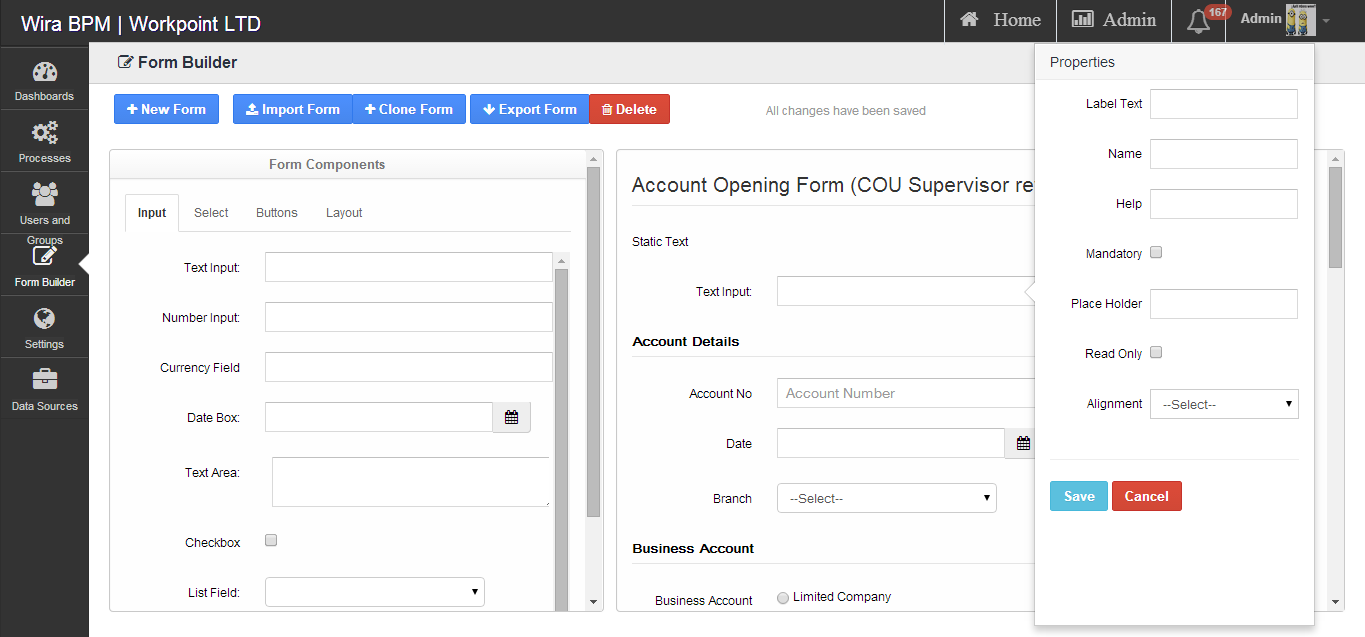 Wira BPM | Workpoint LTD
Home
Admin
167
Admin
Dashboards
Processes
Users and
Groups
Form Builder
Settings
Data Sources
Form Builder
New Form
Import Form
Clone Form
Export Form
Delete
All changes have been saved
Form Components
Input
Select
Buttons
Layout
Text Input:
Number Input:
Currency Field
Date Box:
Text Area:
Checkbox
List Field:
Account Opening Form (COU Supervisor re
Static Text
Text Input:
Account Details
Account No
Account Number
Date
Branch
--Select--
Business Account
Business Account
Limited Company
Properties
Label Text
Name
Help
Mandatory
Place Holder
Read Only
Alignment
--Select--
Save
Cancel